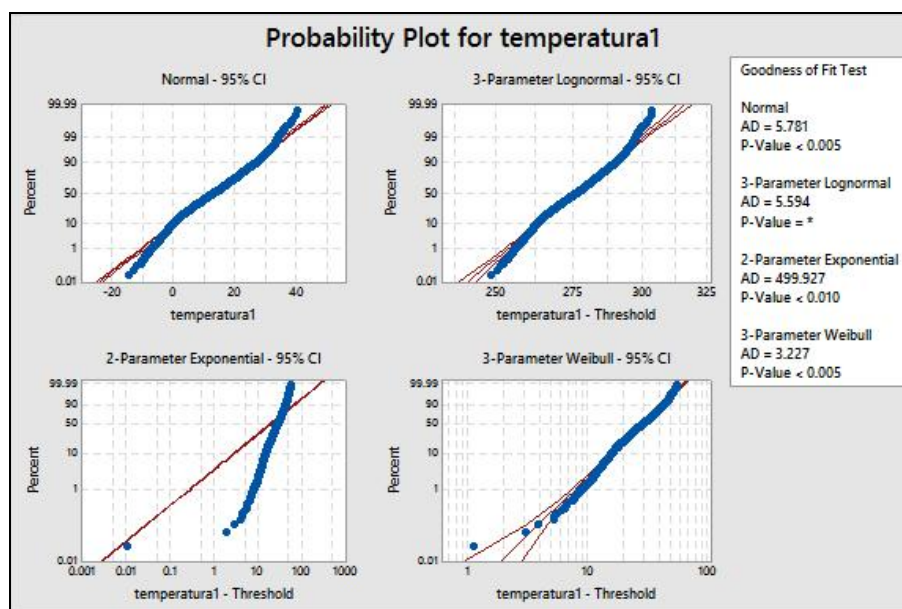 Probability Plot for temperatura1
Normal - 95% CI
99.99
99
90
50
10
1
0.01
Percent
-20 0 20 40
temperatura1
3-Parameter Lognormal - 95% CI
99.99
99
90
50
10
1
0.01
Percent
250 275 300 325
temperatura1 - Threshold
2-Parameter Exponential - 95% CI
99.99
90
50
10
1
0.01
Percent
0.001 0.01 0.1 1 10 100 1000
temperatura1 - Threshold
3-Parameter Weibull - 95% CI
99.99
90
50
10
1
0.01
Percent
1 10 100
temperatura1 - Threshold
Goodness of Fit Test
Normal
AD = 5.781
P-Value < 0.005
3-Parameter Lognormal
AD = 5.594
P-Value = *
2-Parameter Exponential
AD = 499.927
P-Value < 0.010
3-Parameter Weibull
AD = 3.227
P-Value < 0.005